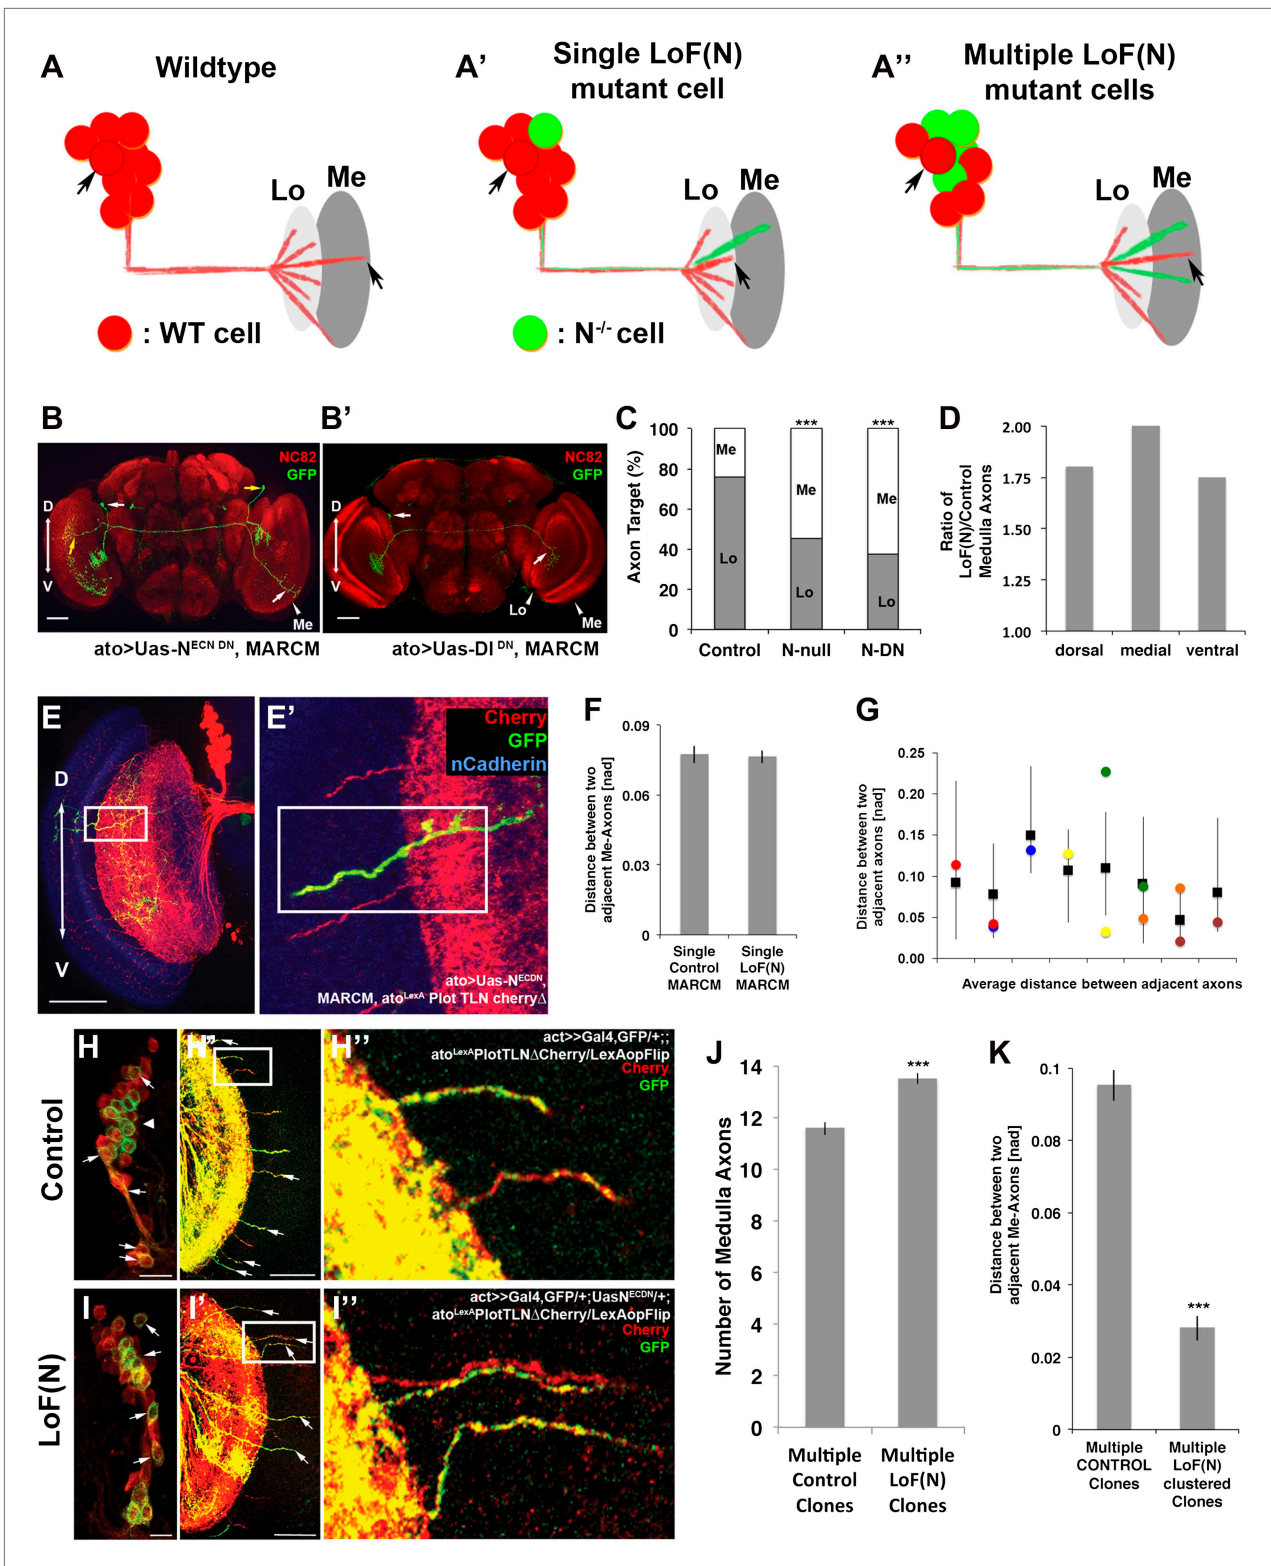 A
Wildtype
A'
Single LoF(N)
mutant cell
A''
Multiple LoF(N)
mutant cells
Lo
Me
Lo
Me
Lo
Me
: WT cell
: N-/- cell
B
NC82
GFP
D
V
Me
ato>Uas-NECN DN, MARCM
B'
NC82
GFP
D
V
Lo
Me
ato>Uas-Dl DN, MARCM
C
Axon Target (%)
100
80
60
40
20
0
Me
Lo
***
Me
Lo
***
Me
Lo
Control
N-null
N-DN
D
Ratio of
LoF(N)/Control
Medulla Axons
2.00
1.75
1.50
1.25
1.00
dorsal
medial
ventral
E
D
V
E'
Cherry
GFP
nCadherin
ato>Uas-NECDN,
MARCM, atoLexA Plot TLN cherryΔ
F
Distance between two
adjacent Me-Axons [nad]
0.09
0.06
0.03
0
Single
Control
MARCM
Single
LoF(N)
MARCM
G
Distance between two
adjacent axons [nad]
0.25
0.20
0.15
0.10
0.05
0.00
Average distance between adjacent axons
Control
H
H'
H''
act>>Gal4,GFP/+;;
atoLexAPlotTLNΔCherry/LexAopFlip
Cherry
GFP
LoF(N)
I
I'
I''
act>>Gal4,GFP/+;UasNECDN/+;
atoLexAPlotTLNΔCherry/LexAopFlip
Cherry
GFP
J
Number of Medulla Axons
14
12
10
8
6
4
2
0
***
Multiple
Control
Clones
Multiple
LoF(N)
Clones
K
Distance between two
adjacent Me-Axons [nad]
0.1
0.08
0.06
0.04
0.02
0
***
Multiple
CONTROL
Clones
Multiple
LoF(N)
clustered
Clones